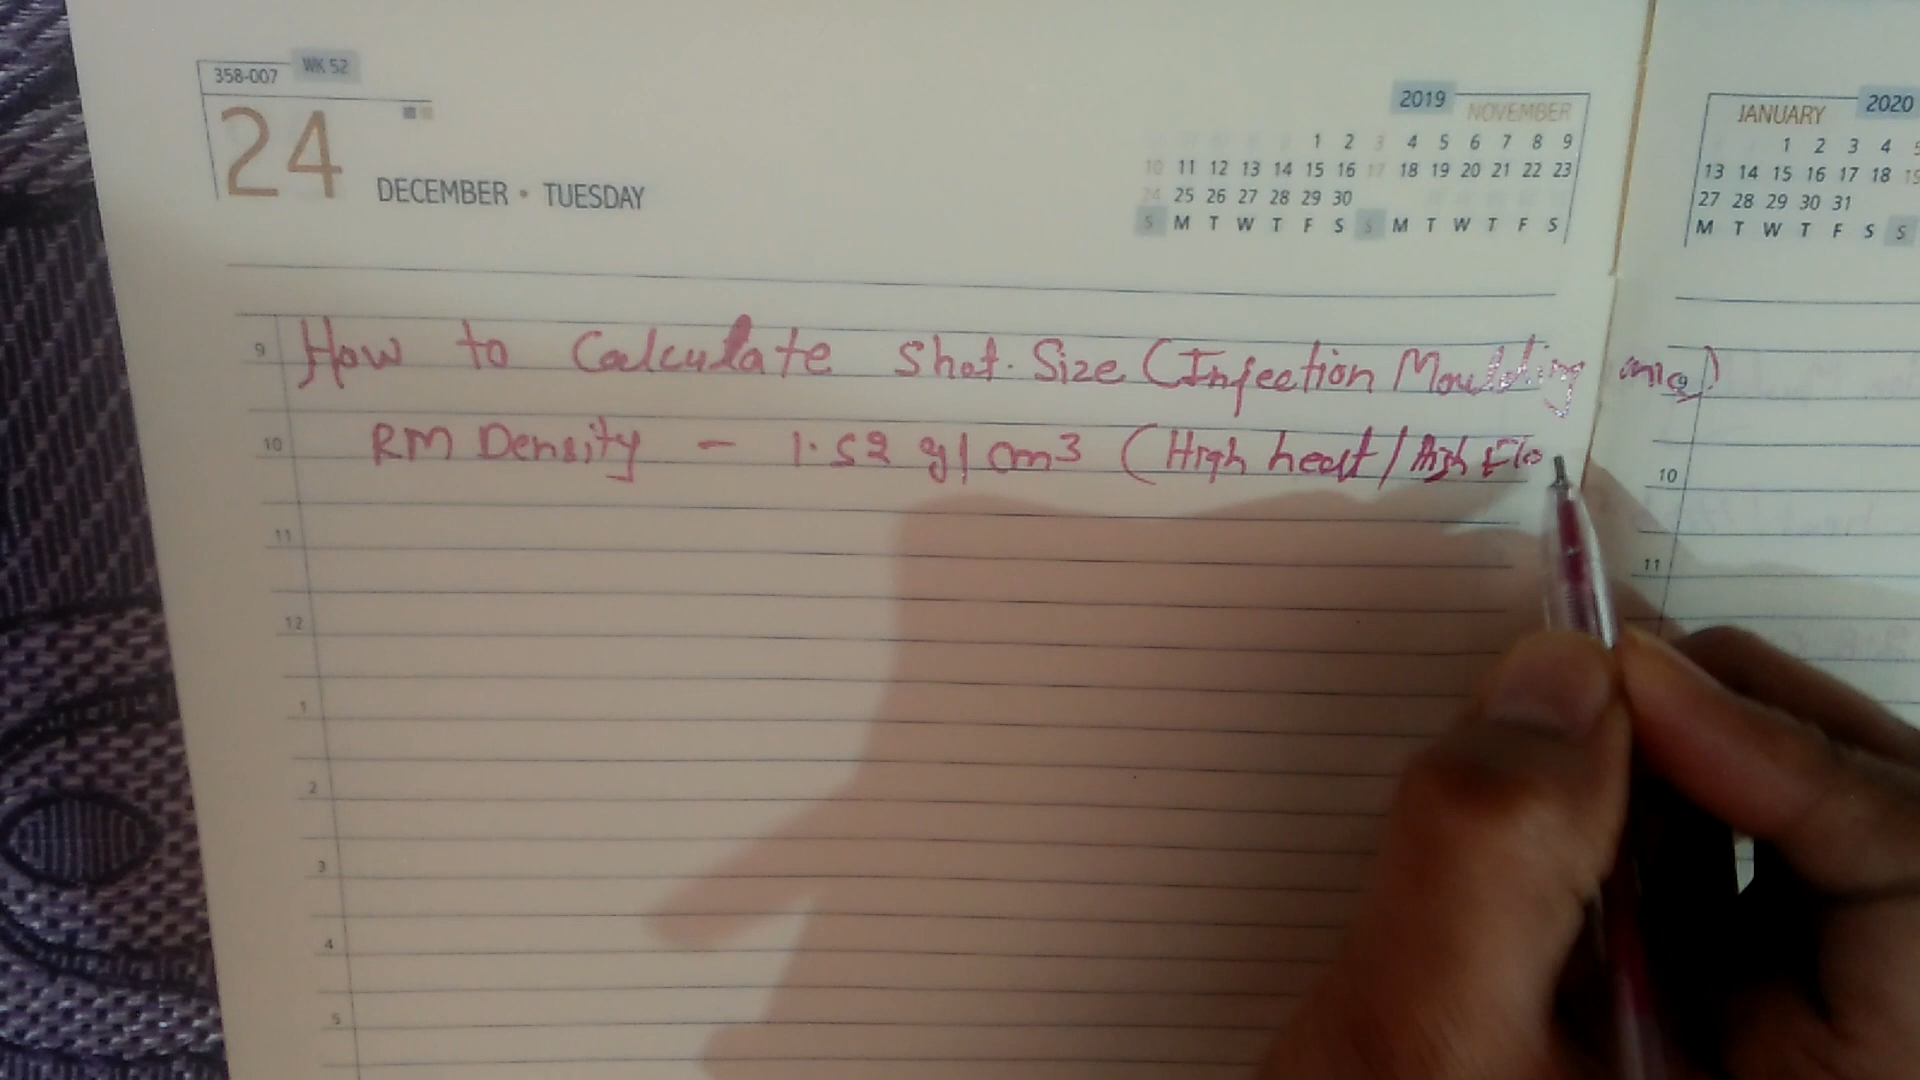 358-007 WK 52
24
DECEMBER • TUESDAY
2019 NOVEMBER
1 2 3 4 5 6 7 8 9
10 11 12 13 14 15 16 17 18 19 20 21 22 23
24 25 26 27 28 29 30
S M T W T F S S M T W T F S
JANUARY 2020
1 2 3 4 5
13 14 15 16 17 18 19
27 28 29 30 31
M T W T F S S
9 How to Calculate Shot. Size (Injection Moulding
10 RM Density - 1.52 g/cm3 (High heat/High Flo
11
12
1
2
3
4
5
10
11